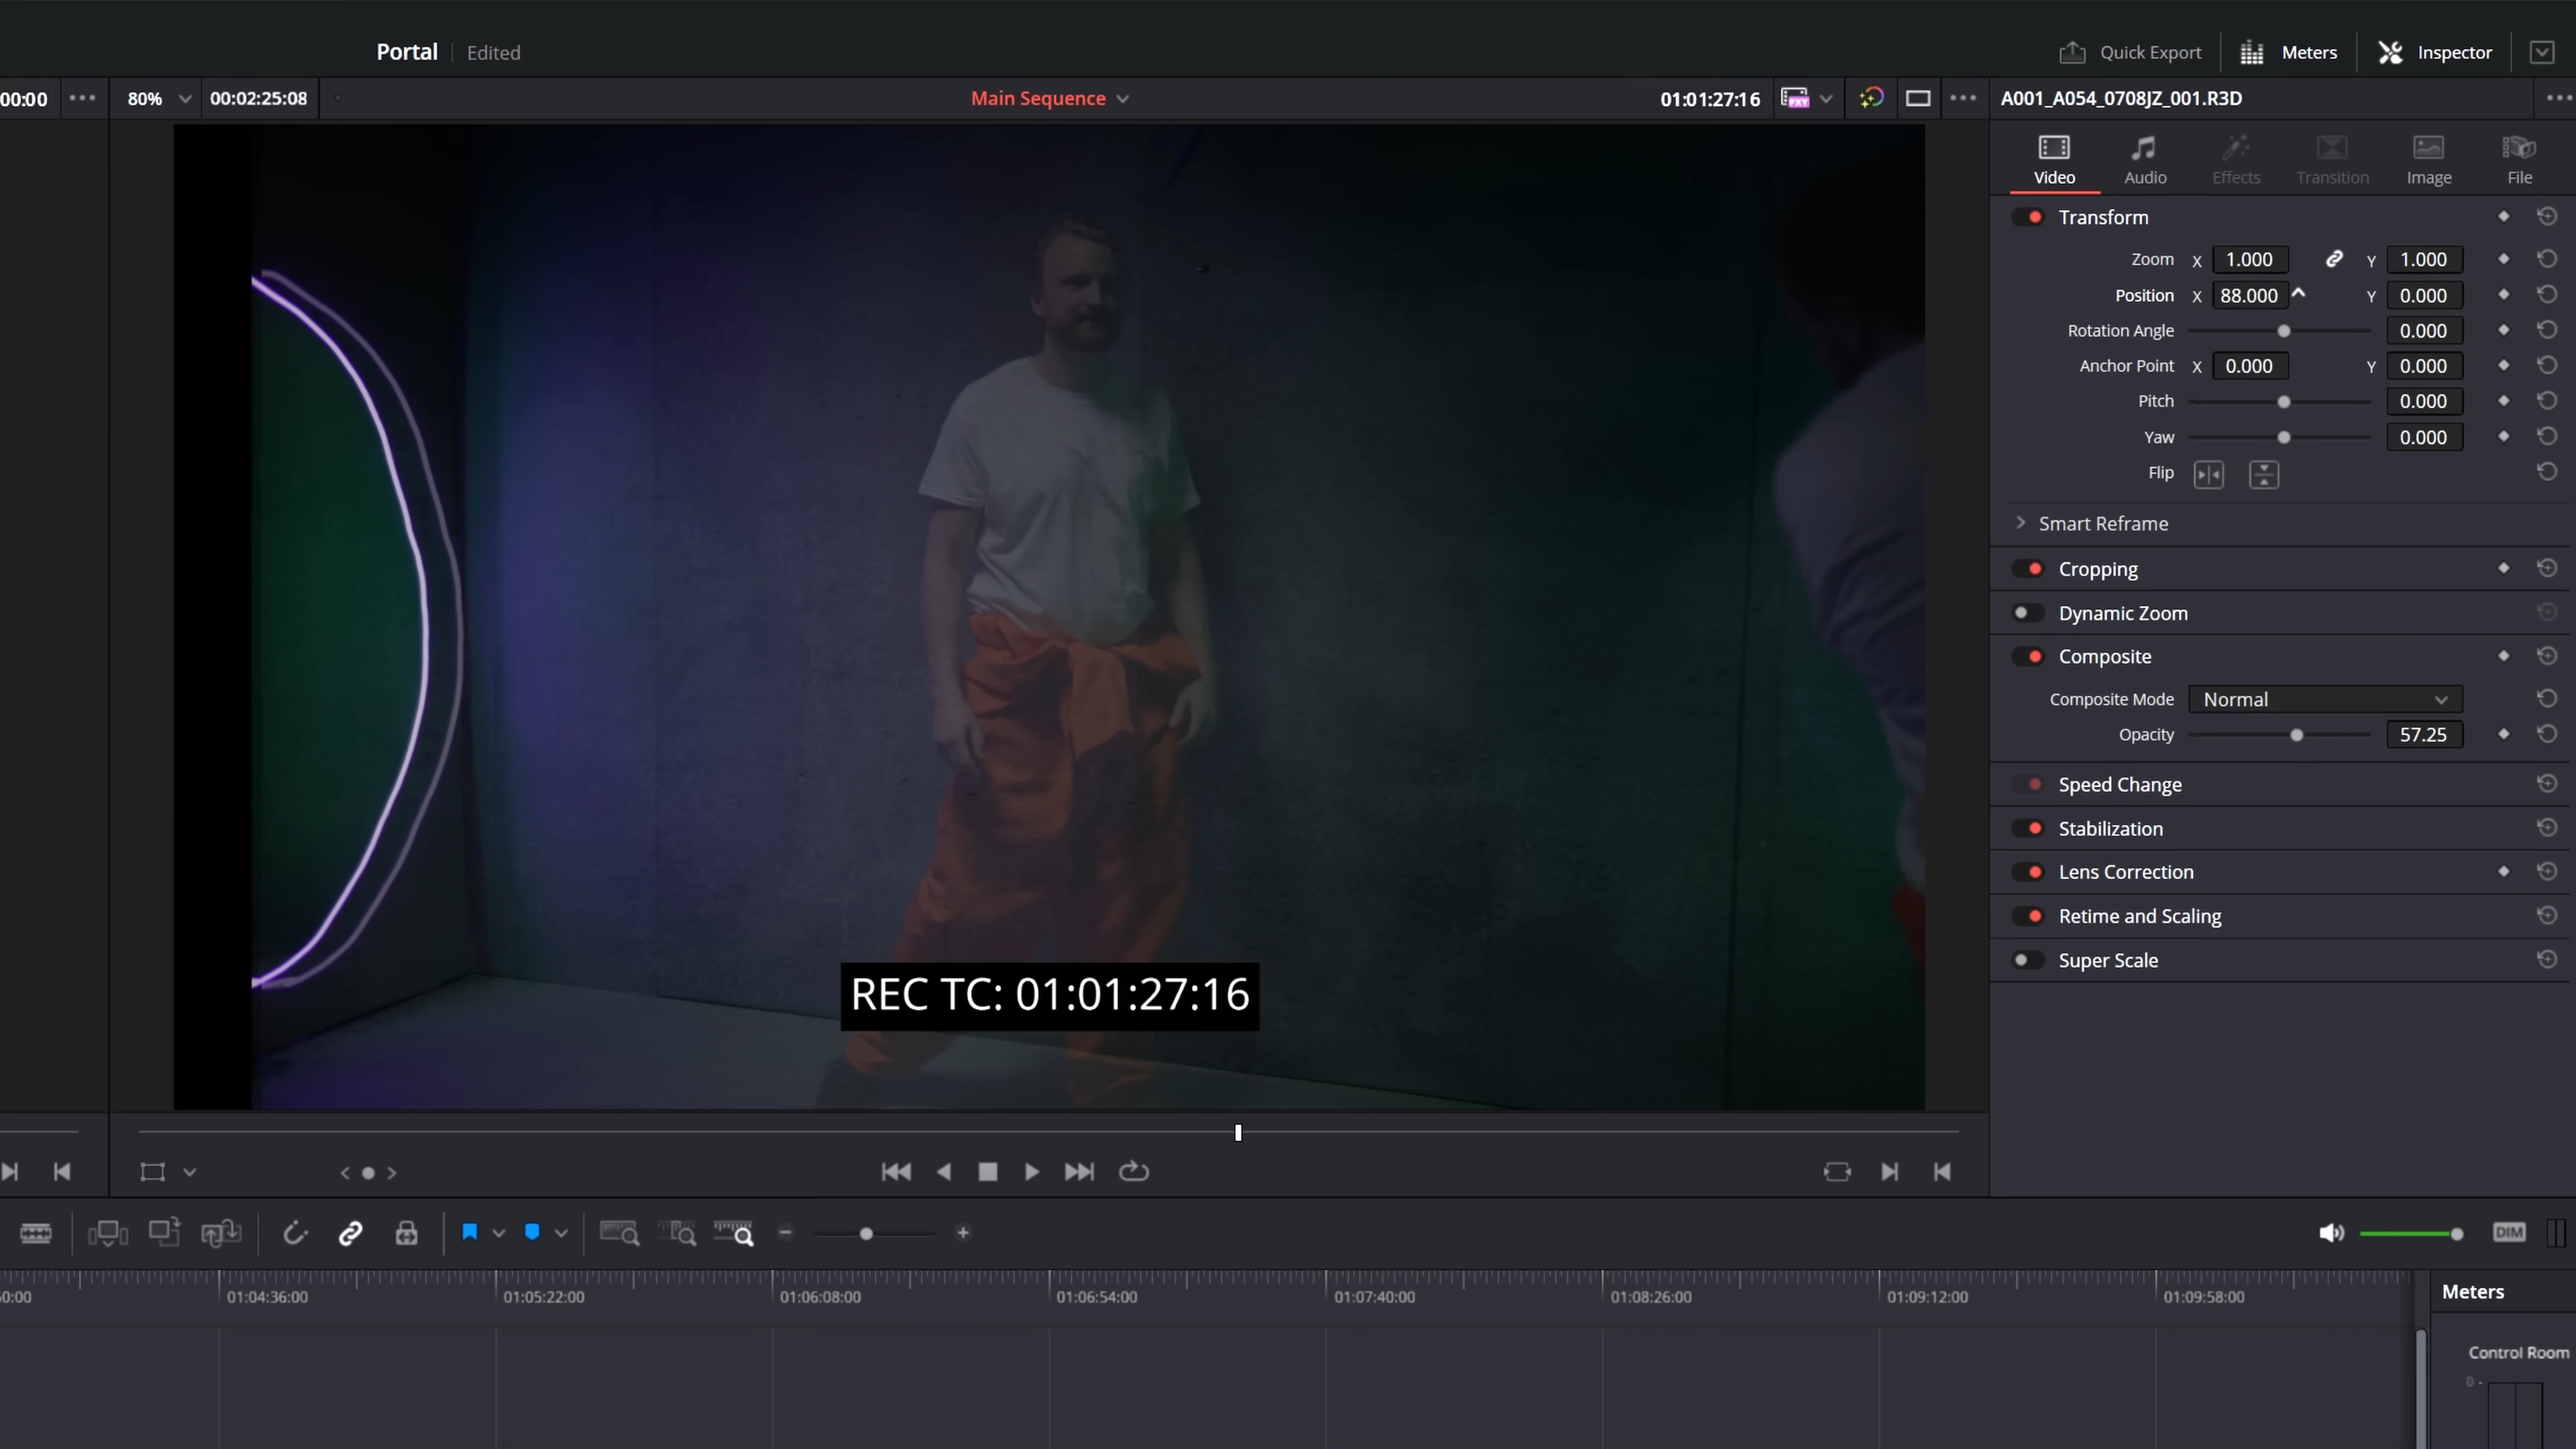 Portal Edited
Quick Export Meters Inspector
00:00 80% 00:02:25:08 Main Sequence 01:01:27:16 PXY A001_A054_0708JZ_001.R3D
Video Audio Effects Transition Image File
Transform
Zoom X 1.000 Y 1.000
Position X 88.000 Y 0.000
Rotation Angle 0.000
Anchor Point X 0.000 Y 0.000
Pitch 0.000
Yaw 0.000
Flip
Smart Reframe
Cropping
Dynamic Zoom
Composite
Composite Mode Normal
Opacity 57.25
Speed Change
Stabilization
Lens Correction
Retime and Scaling
Super Scale
REC TC: 01:01:27:16
DIM
0:00 01:04:36:00 01:05:22:00 01:06:08:00 01:06:54:00 01:07:40:00 01:08:26:00 01:09:12:00 01:09:58:00
Meters
Control Room
0